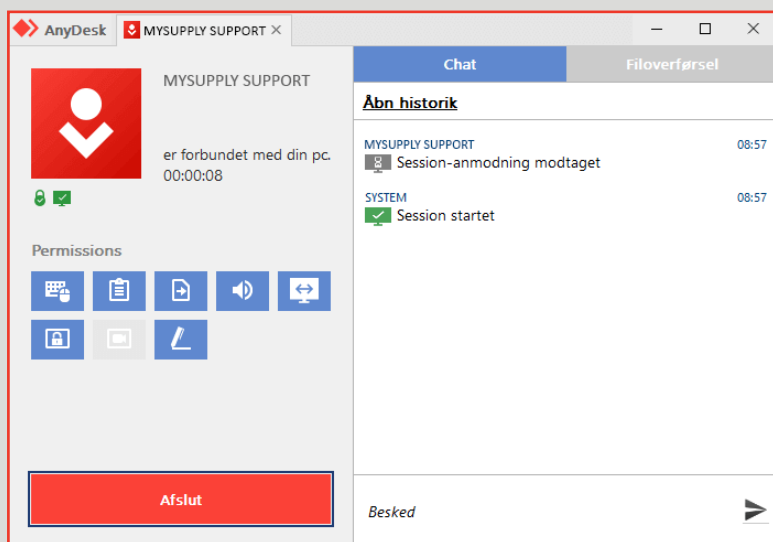 AnyDesk
MYSUPPLY SUPPORT
MYSUPPLY SUPPORT
er forbundet med din pc.
00:00:08
Permissions
Afslut
Chat
Filoverførsel
Åbn historik
MYSUPPLY SUPPORT 08:57
Session-anmodning modtaget
SYSTEM 08:57
Session startet
Besked